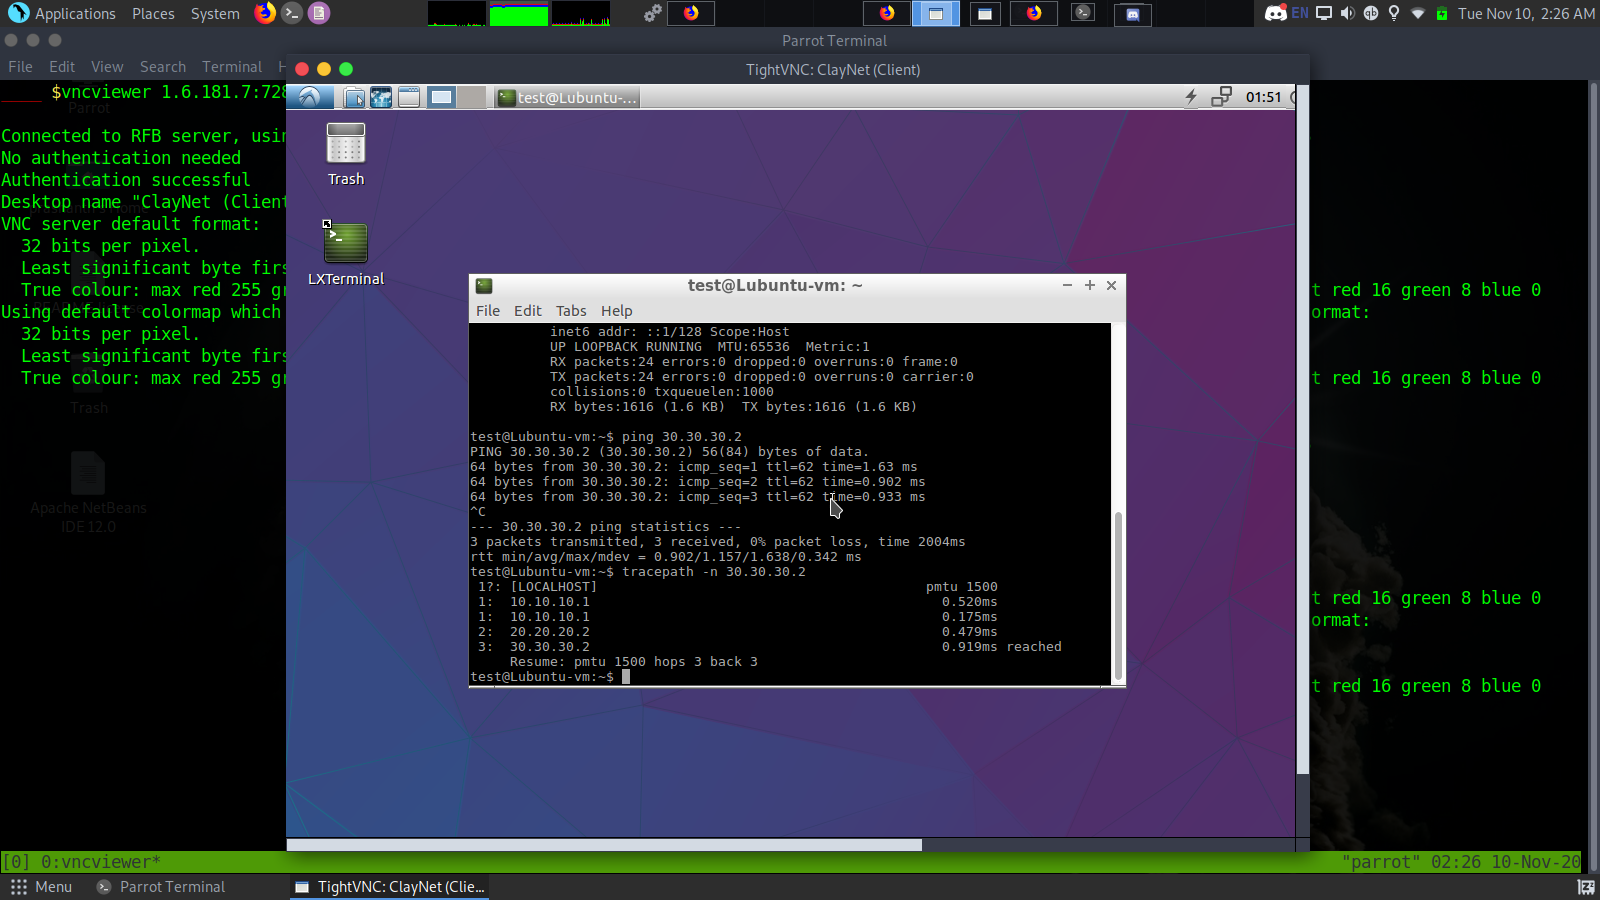 Applications Places System
EN
Tue Nov 10, 2:26 AM
Parrot Terminal
File Edit View Search Terminal H
TightVNC: ClayNet (Client)
$vncviewer 1.6.181.7:728
test@Lubuntu-...
01:51
Parrot
Connected to RFB server, usin
No authentication needed
Authentication successful
Desktop name "ClayNet (Client
VNC server default format:
32 bits per pixel.
Least significant byte firs
True colour: max red 255 gr
Using default colormap which
32 bits per pixel.
Least significant byte firs
True colour: max red 255 gr
Trash
Apache NetBeans
IDE 12.0
Trash
LXTerminal
test@Lubuntu-vm: ~
File Edit Tabs Help
inet6 addr: ::1/128 Scope:Host
UP LOOPBACK RUNNING MTU:65536 Metric:1
RX packets:24 errors:0 dropped:0 overruns:0 frame:0
TX packets:24 errors:0 dropped:0 overruns:0 carrier:0
collisions:0 txqueuelen:1000
RX bytes:1616 (1.6 KB) TX bytes:1616 (1.6 KB)
test@Lubuntu-vm:~$ ping 30.30.30.2
PING 30.30.30.2 (30.30.30.2) 56(84) bytes of data.
64 bytes from 30.30.30.2: icmp_seq=1 ttl=62 time=1.63 ms
64 bytes from 30.30.30.2: icmp_seq=2 ttl=62 time=0.902 ms
64 bytes from 30.30.30.2: icmp_seq=3 ttl=62 time=0.933 ms
^C
--- 30.30.30.2 ping statistics ---
3 packets transmitted, 3 received, 0% packet loss, time 2004ms
rtt min/avg/max/mdev = 0.902/1.157/1.638/0.342 ms
test@Lubuntu-vm:~$ tracepath -n 30.30.30.2
1?: [LOCALHOST] pmtu 1500
1: 10.10.10.1 0.520ms
1: 10.10.10.1 0.175ms
2: 20.20.20.2 0.479ms
3: 30.30.30.2 0.919ms reached
Resume: pmtu 1500 hops 3 back 3
test@Lubuntu-vm:~$
t red 16 green 8 blue 0
ormat:
t red 16 green 8 blue 0
t red 16 green 8 blue 0
ormat:
t red 16 green 8 blue 0
[0] 0:vncviewer*
"parrot" 02:26 10-Nov-20
Menu Parrot Terminal TightVNC: ClayNet (Clie...